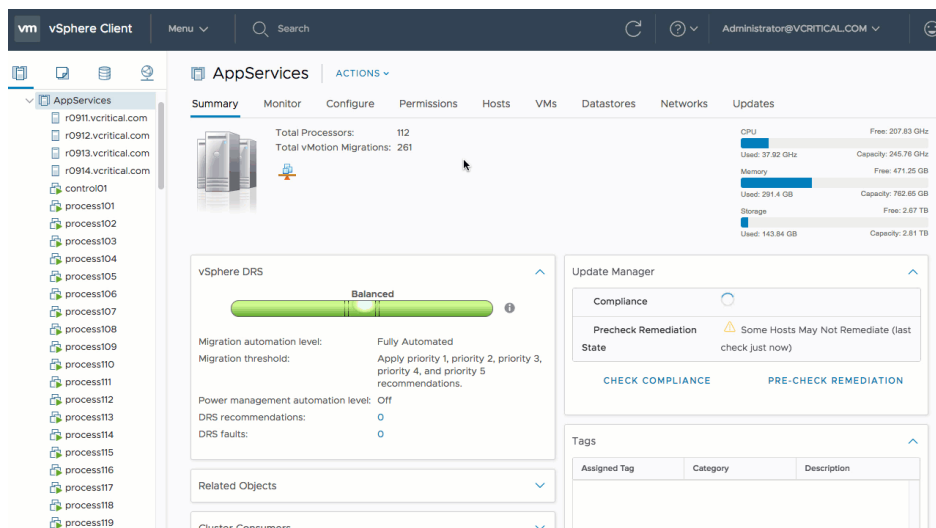 vm vSphere Client Menu Search Administrator@VCRITICAL.COM
AppServices
r0911.vcritical.com
r0912.vcritical.com
r0913.vcritical.com
r0914.vcritical.com
control01
process101
process102
process103
process104
process105
process106
process107
process108
process109
process110
process111
process112
process113
process114
process115
process116
process117
process118
process119
AppServices ACTIONS
Summary Monitor Configure Permissions Hosts VMs Datastores Networks Updates
Total Processors: 112
Total vMotion Migrations: 261
CPU Free: 207.83 GHz
Used: 37.92 GHz Capacity: 245.76 GHz
Memory Free: 471.25 GB
Used: 291.4 GB Capacity: 762.65 GB
Storage Free: 2.67 TB
Used: 143.84 GB Capacity: 2.81 TB
vSphere DRS
Balanced
Migration automation level: Fully Automated
Migration threshold: Apply priority 1, priority 2, priority 3,
priority 4, and priority 5
recommendations.
Power management automation level: Off
DRS recommendations: 0
DRS faults: 0
Related Objects
Cluster Consumers
Update Manager
Compliance
Precheck Remediation Some Hosts May Not Remediate (last
State check just now)
CHECK COMPLIANCE PRE-CHECK REMEDIATION
Tags
Assigned Tag Category Description